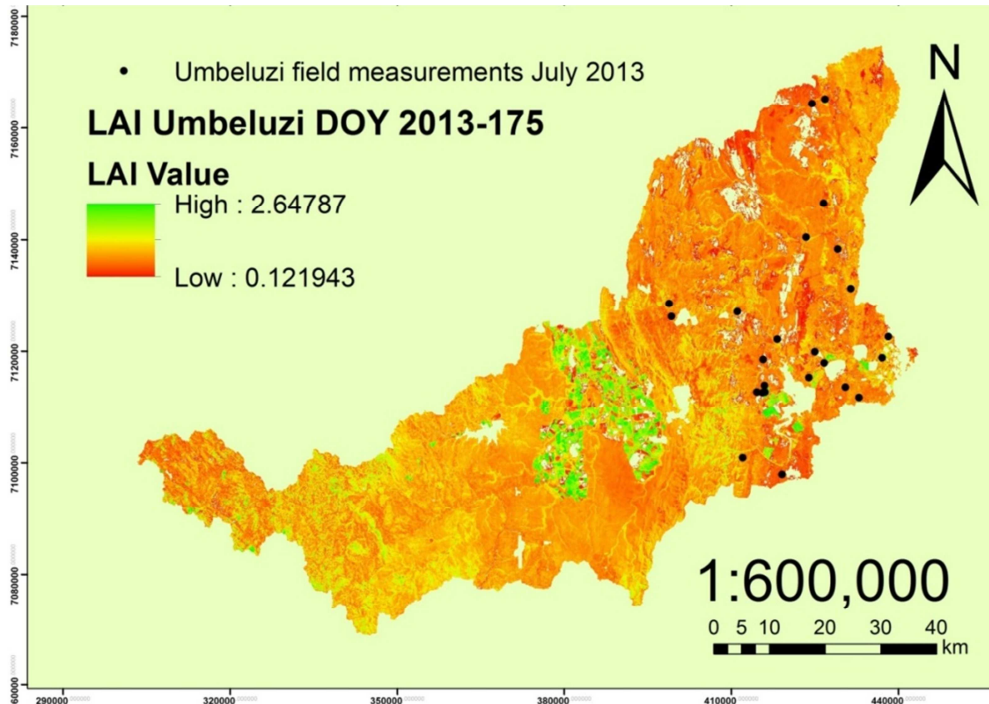 Umbeluzi field measurements July 2013
LAI Umbeluzi DOY 2013-175
LAI Value
High : 2.64787
Low : 0.121943
N
1:600,000
0 5 10 20 30 40
km
7180000
7160000
7140000
7120000
7100000
7080000
290000 320000 350000 380000 410000 440000